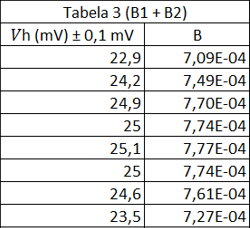 Tabela 3 (B1 + B2)
Vh (mV) ± 0,1 mV B
22,9 7,09E-04
24,2 7,49E-04
24,9 7,70E-04
25 7,74E-04
25,1 7,77E-04
25 7,74E-04
24,6 7,61E-04
23,5 7,27E-04